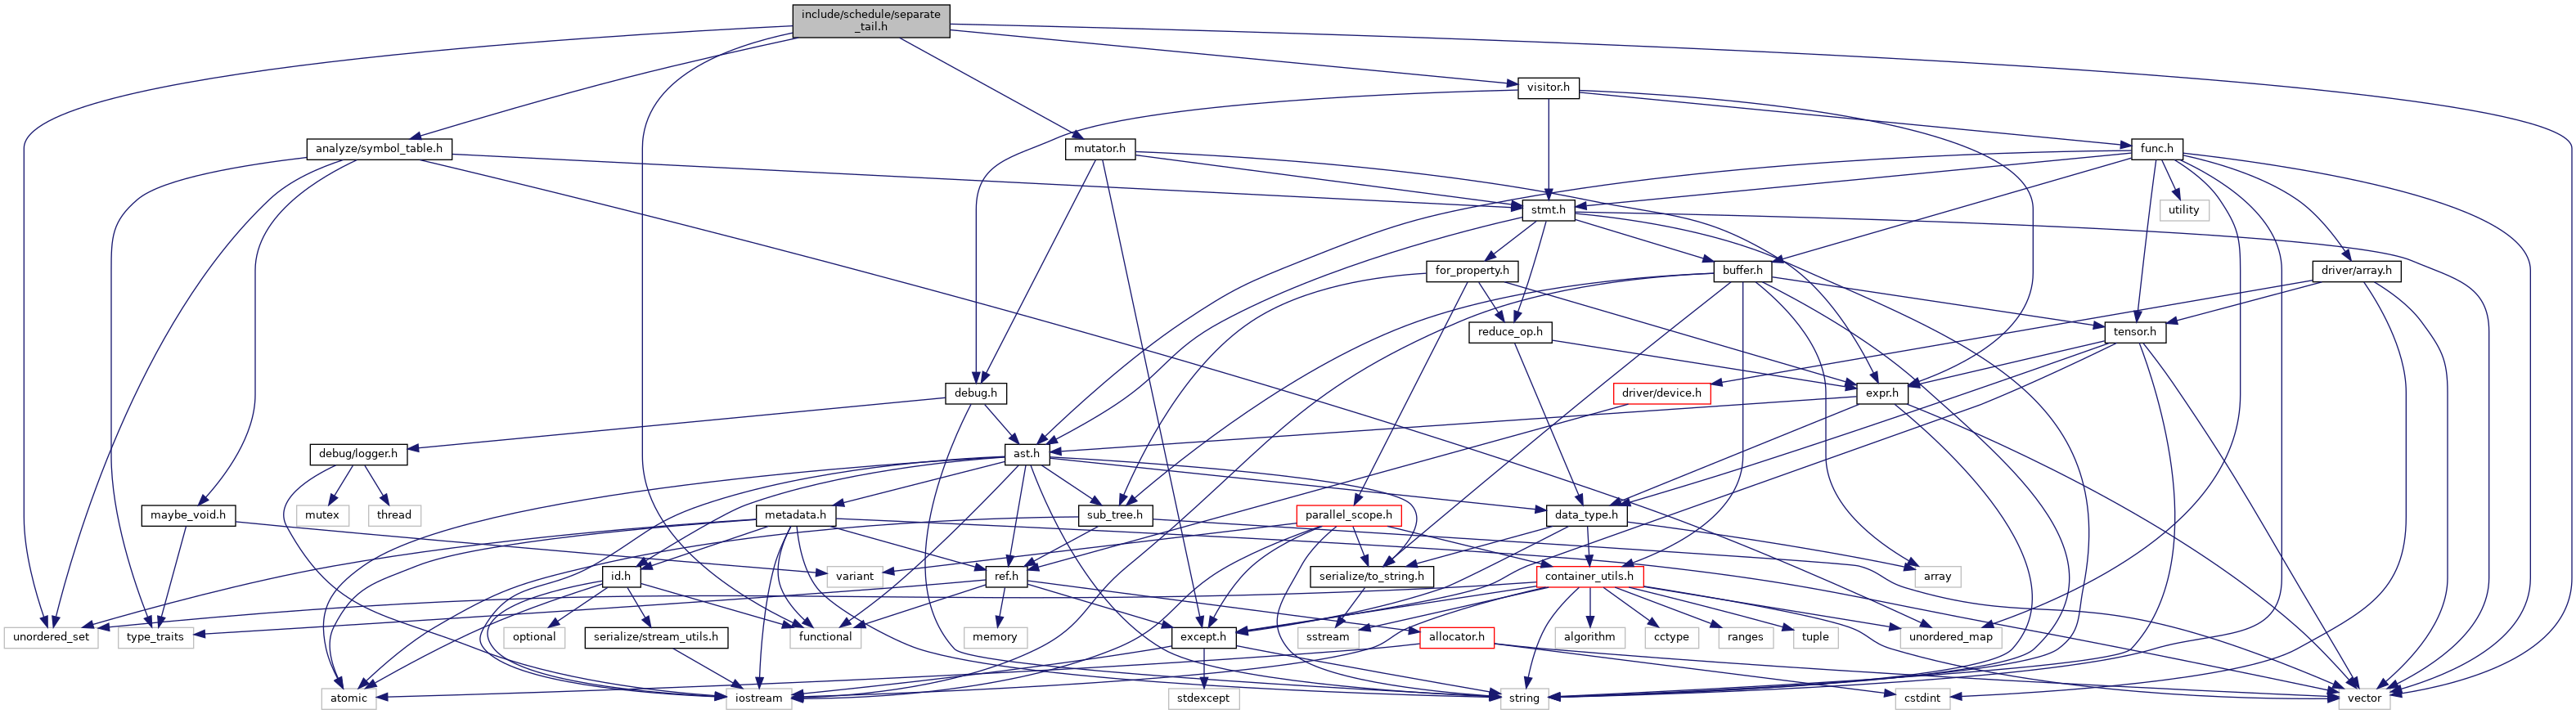 include/schedule/separate
_tail.h
visitor.h
analyze/symbol_table.h
mutator.h
func.h
stmt.h
utility
for_property.h
buffer.h
driver/array.h
reduce_op.h
tensor.h
debug.h
driver/device.h
expr.h
debug/logger.h
ast.h
mutex
thread
maybe_void.h
metadata.h
sub_tree.h
parallel_scope.h
data_type.h
id.h
variant
ref.h
serialize/to_string.h
container_utils.h
array
unordered_set
type_traits
optional
serialize/stream_utils.h
functional
memory
except.h
sstream
allocator.h
algorithm
cctype
ranges
tuple
unordered_map
atomic
iostream
stdexcept
string
cstdint
vector